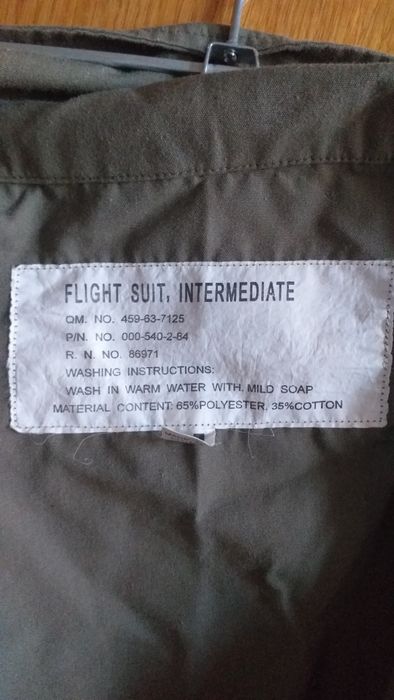 FLIGHT SUIT, INTERMEDIATE
QM. NO. 459-63-7125
P/N. NO. 000-540-2-84
R. N. NO. 86971
WASHING INSTRUCTIONS:
WASH IN WARM WATER WITH. MILD SOAP
MATERIAL CONTENT: 65%POLYESTER, 35%COTTON